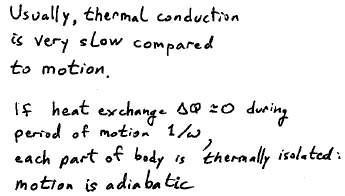 Usually, thermal conduction
is very slow compared
to motion.
If heat exchange ΔQ ≃ 0 during
period of motion 1/ω,
each part of body is thermally isolated:
motion is adiabatic